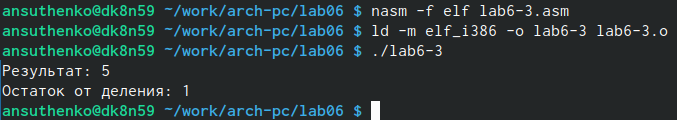 ansuthenko@dk8n59 ~/work/arch-pc/lab06 $ nasm -f elf lab6-3.asm
ansuthenko@dk8n59 ~/work/arch-pc/lab06 $ ld -m elf_i386 -o lab6-3 lab6-3.o
ansuthenko@dk8n59 ~/work/arch-pc/lab06 $ ./lab6-3
Результат: 5
Остаток от деления: 1
ansuthenko@dk8n59 ~/work/arch-pc/lab06 $